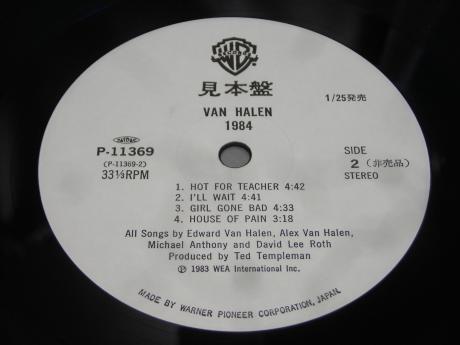 見本盤
1/25発売
VAN HALEN
1984
P-11369
(P-11369-2)
33⅓RPM
SIDE
2 (非売品)
STEREO
1. HOT FOR TEACHER 4:42
2. I'LL WAIT 4:41
3. GIRL GONE BAD 4:33
4. HOUSE OF PAIN 3:18
All Songs by Edward Van Halen, Alex Van Halen,
Michael Anthony and David Lee Roth
Produced by Ted Templeman
Ⓟ 1983 WEA International Inc.
MADE BY WARNER PIONEER CORPORATION, JAPAN.